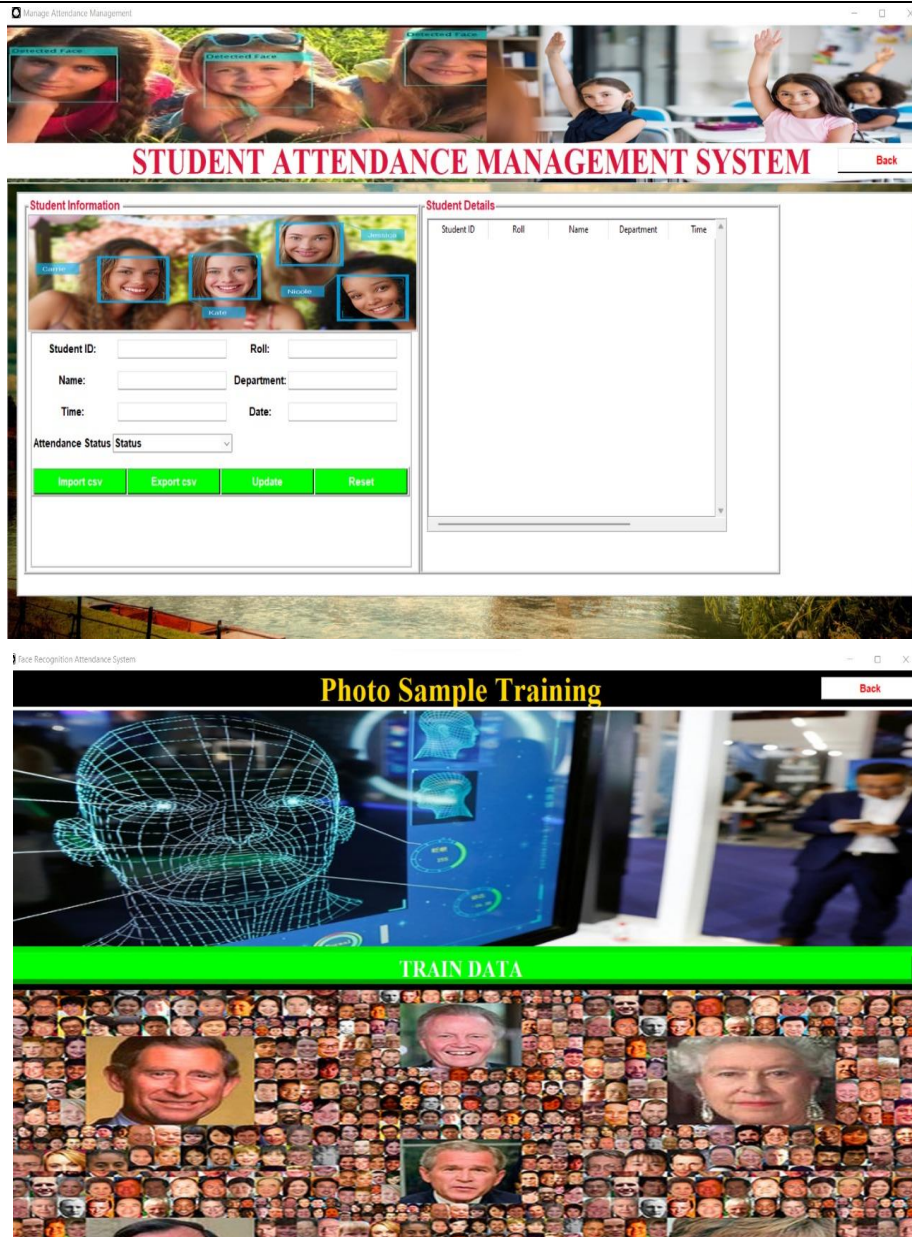 Manage Attendance Management
Detected Face
Detected Face
Detected Face
STUDENT ATTENDANCE MANAGEMENT SYSTEM
Back
Student Information
Student Details
Carrie
Kate
Nicole
Jessica
Student ID Roll Name Department Time
Student ID: Roll:
Name: Department:
Time: Date:
Attendance Status Status
Import csv Export csv Update Reset
Face Recognition Attendance System
Photo Sample Training
Back
TRAIN DATA